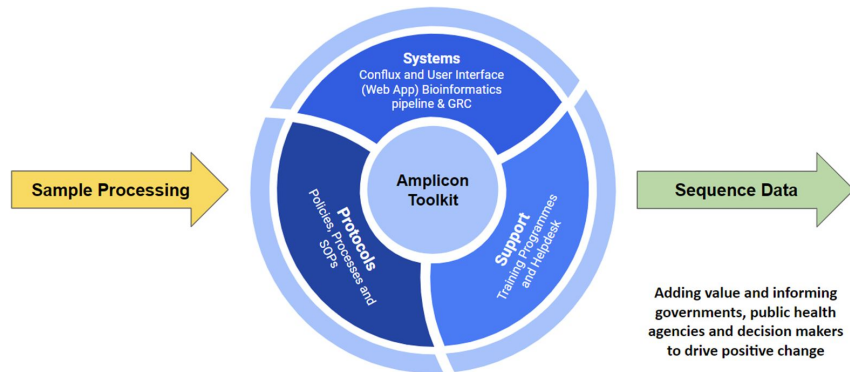 Sample Processing
Systems
Conflux and User Interface
(Web App) Bioinformatics
pipeline & GRC
Amplicon
Toolkit
Protocols
Policies, Processes and
SOPs
Support
Training Programmes
and Helpdesk
Sequence Data
Adding value and informing
governments, public health
agencies and decision makers
to drive positive change